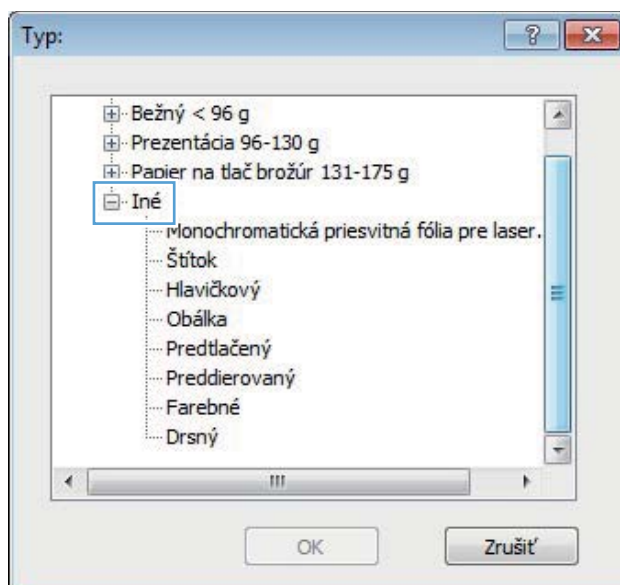 Typ:
Bežný < 96 g
Prezentácia 96-130 g
Papier na tlač brožúr 131-175 g
Iné
Monochromatická priesvitná fólia pre laser.
Štítok
Hlavičkový
Obálka
Predtlačený
Preddierovaný
Farebné
Drsný
OK
Zrušiť